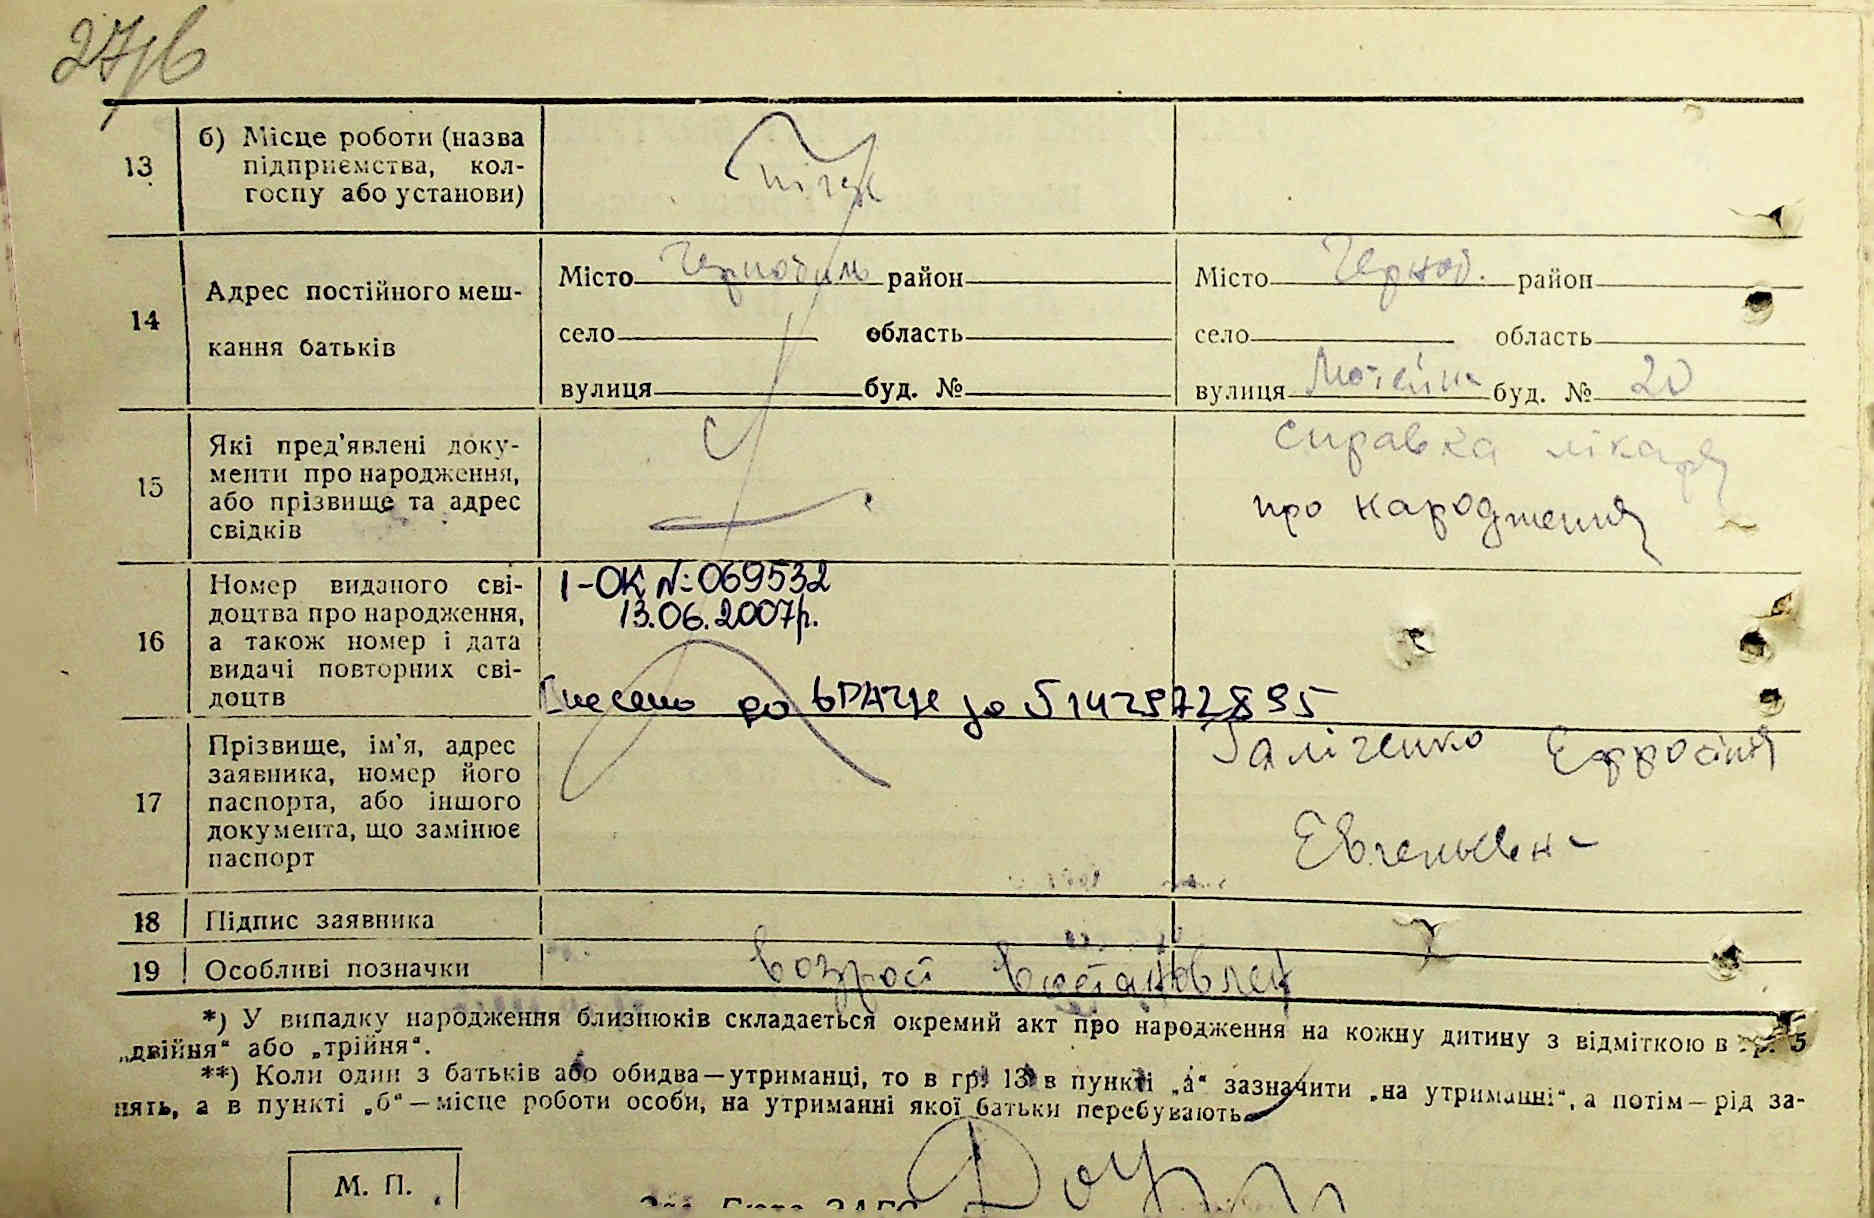 27/6
13 б) Місце роботи (назва
підприємства, кол-
госпу або установи)
14 Адрес постійного меш-
кання батьків
Місто Чернобиль район
село область
вулиця буд. №
Місто Черноб. район
село область
вулиця буд. № 20
15 Які пред'явлені доку-
менти про народження,
або прізвище та адрес
свідків
справка лікаря
про народження
16 Номер виданого сві-
доцтва про народження,
а також номер і дата
видачі повторних сві-
доцтв
І-ОК №: 069532
13.06.2007р.
Внесено до
17 Прізвище, ім'я, адрес
заявника, номер його
паспорта, або іншого
документа, що замінює
паспорт
18 Підпис заявника
19 Особливі позначки
возраст встановлен
*) У випадку народження близнюків складається окремий акт про народження на кожну дитину з відміткою в гр. 5
„двійня“ або „трійня“.
**) Коли один з батьків або обидва—утриманці, то в гр. 13 в пункті „а“ зазначити „на утриманні“, а потім—рід за-
нять, а в пункті „б“—місце роботи особи, на утриманні якої батьки перебувають.
М. П.